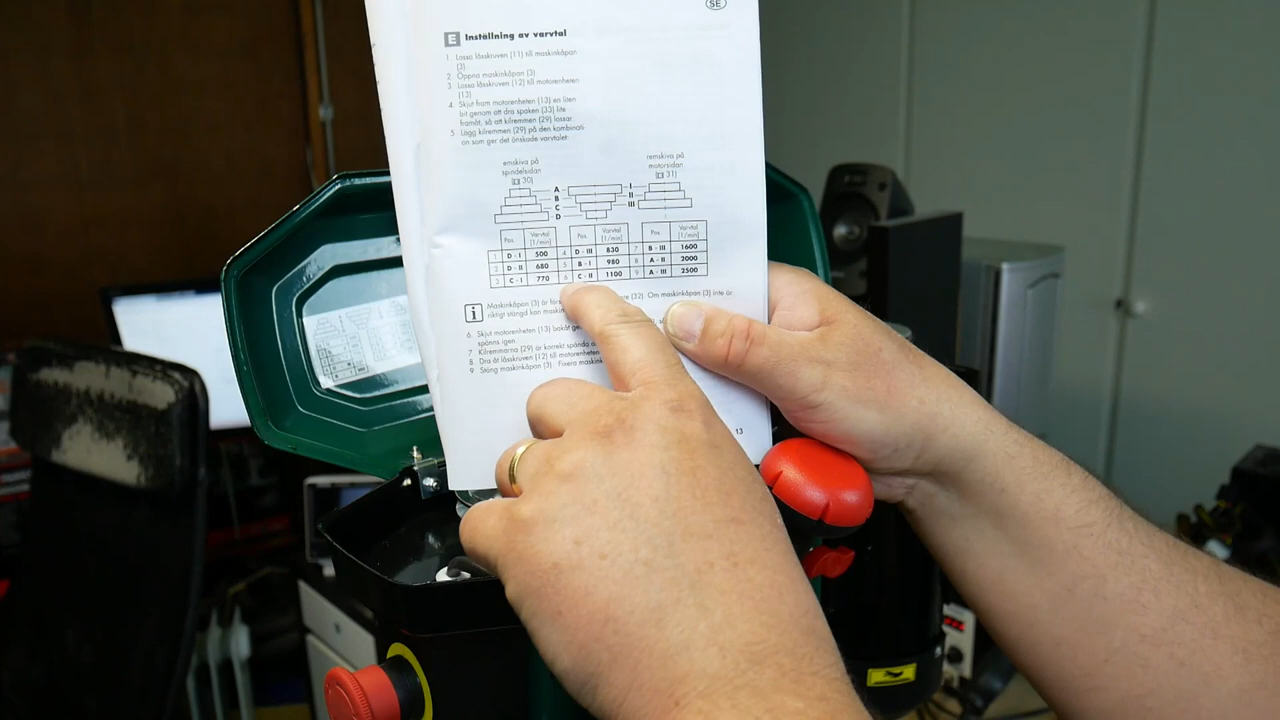 SE
E Inställning av varvtal
1. Lossa låsskruven (11) till maskinkåpan
(3)
2. Öppna maskinkåpan (3)
3. Lossa låsskruven (12) till motorenheten
(13)
4. Skjut fram motorenheten (13) en liten
bit genom att dra spaken (33) lite
framåt, så att kilremmen (29) lossar
5. Lägg kilremmen (29) på den kombinati-
on som ger det önskade varvtalet:
emskiva på
spindelsidan
30)
remskiva på
motorsidan
31)
A I
B II
C III
D
Pos. Varvtal [1/min] Pos. Varvtal [1/min] Pos. Varvtal [1/min]
1 D - I 500 4 D - III 830 7 B - III 1600
2 D - II 680 5 B - I 980 8 A - II 2000
3 C - I 770 6 C - II 1100 9 A - III 2500
i Maskinkåpan (3) är (32). Om maskinkåpan (3) inte är
riktigt stängd kan
6. Skjut motorenheten (13) bakåt
spänns igen.
7. Kilremmarna (29) är korrekt spända
8. Dra åt låsskruven (12) till motorenheten
9. Stäng maskinkåpan (3). Fixera
13